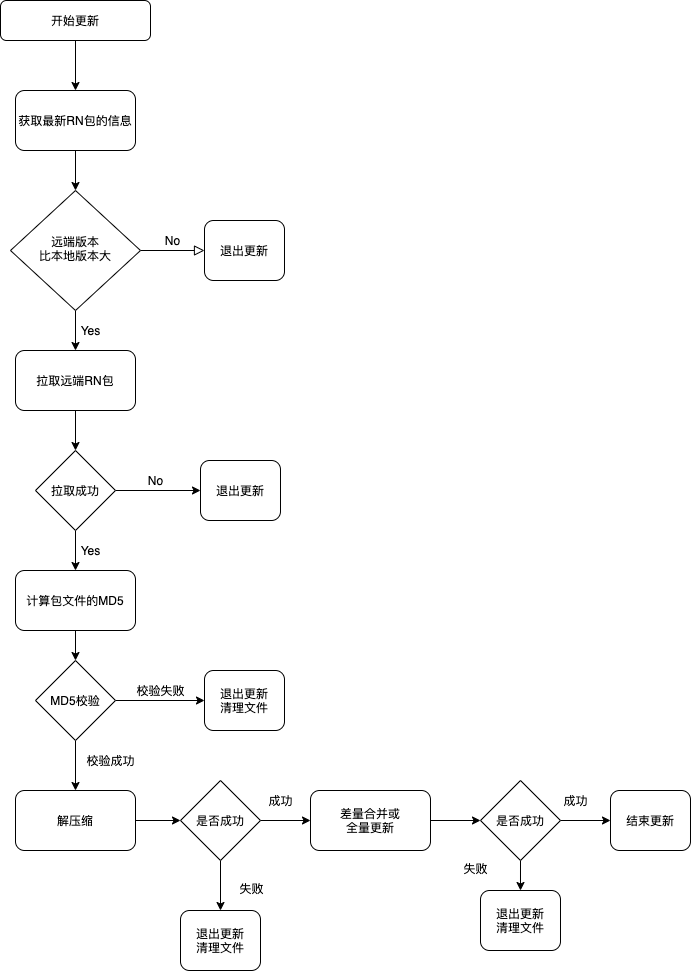 开始更新
获取最新RN包的信息
远端版本
比本地版本大
No
退出更新
Yes
拉取远端RN包
拉取成功
No
退出更新
Yes
计算包文件的MD5
MD5校验
校验失败
退出更新
清理文件
校验成功
解压缩
是否成功
成功
差量合并或
全量更新
是否成功
成功
结束更新
失败
退出更新
清理文件
失败
退出更新
清理文件